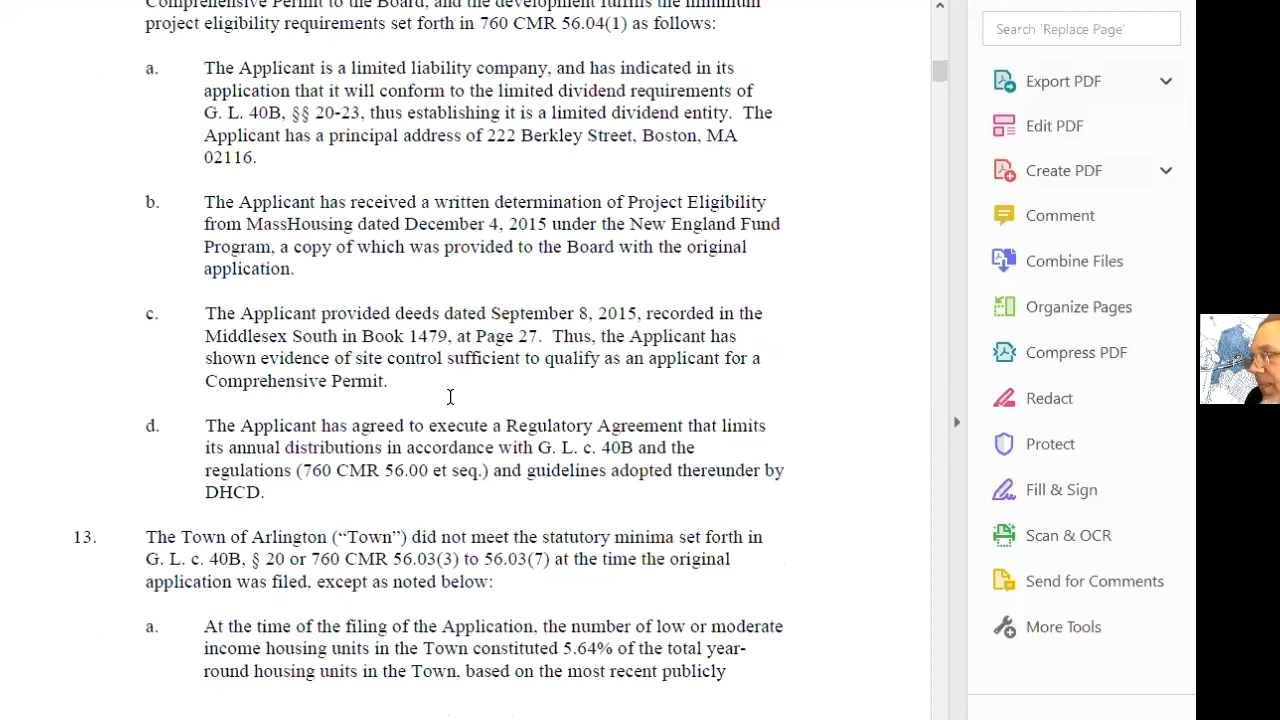 Comprehensive Permit to the Board, and the development fulfills the minimum
project eligibility requirements set forth in 760 CMR 56.04(1) as follows:
a. The Applicant is a limited liability company, and has indicated in its
application that it will conform to the limited dividend requirements of
G. L. 40B, §§ 20-23, thus establishing it is a limited dividend entity. The
Applicant has a principal address of 222 Berkley Street, Boston, MA
02116.
b. The Applicant has received a written determination of Project Eligibility
from MassHousing dated December 4, 2015 under the New England Fund
Program, a copy of which was provided to the Board with the original
application.
c. The Applicant provided deeds dated September 8, 2015, recorded in the
Middlesex South in Book 1479, at Page 27. Thus, the Applicant has
shown evidence of site control sufficient to qualify as an applicant for a
Comprehensive Permit.
d. The Applicant has agreed to execute a Regulatory Agreement that limits
its annual distributions in accordance with G. L. c. 40B and the
regulations (760 CMR 56.00 et seq.) and guidelines adopted thereunder by
DHCD.
13. The Town of Arlington (“Town”) did not meet the statutory minima set forth in
G. L. c. 40B, § 20 or 760 CMR 56.03(3) to 56.03(7) at the time the original
application was filed, except as noted below:
a. At the time of the filing of the Application, the number of low or moderate
income housing units in the Town constituted 5.64% of the total year-
round housing units in the Town, based on the most recent publicly
Search 'Replace Page'
Export PDF
Edit PDF
Create PDF
Comment
Combine Files
Organize Pages
Compress PDF
Redact
Protect
Fill & Sign
Scan & OCR
Send for Comments
More Tools